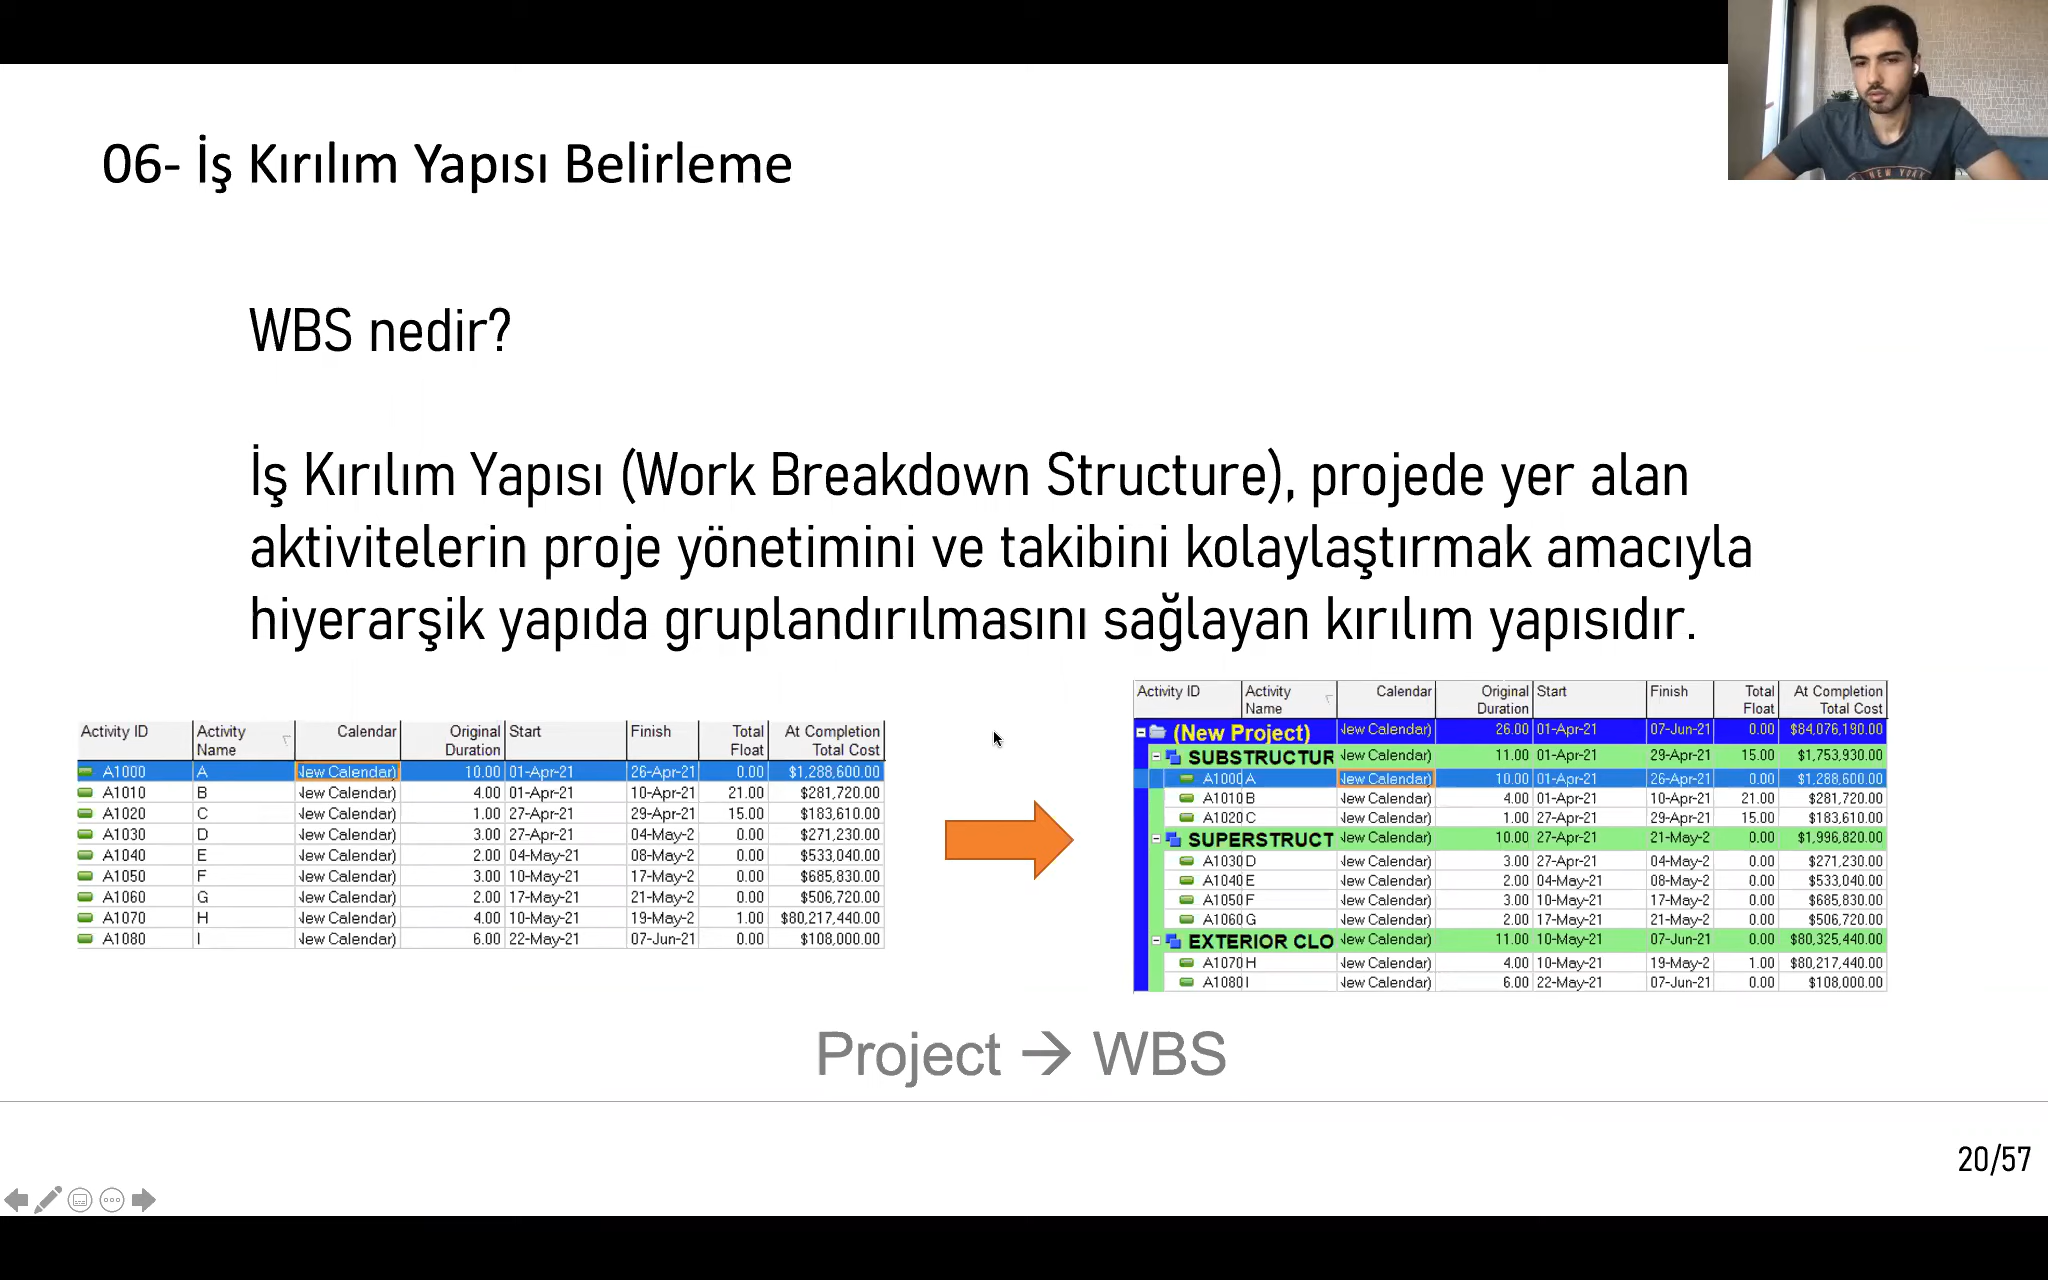 06- İş Kırılım Yapısı Belirleme
NEW YORK
WBS nedir?
İş Kırılım Yapısı (Work Breakdown Structure), projede yer alan
aktivitelerin proje yönetimini ve takibini kolaylaştırmak amacıyla
hiyerarşik yapıda gruplandırılmasını sağlayan kırılım yapısıdır.
Activity ID Activity Name Calendar Original Duration Start Finish Total Float At Completion Total Cost
A1000 A New Calendar) 10.00 01-Apr-21 26-Apr-21 0.00 $1,288,600.00
A1010 B New Calendar) 4.00 01-Apr-21 10-Apr-21 21.00 $281,720.00
A1020 C New Calendar) 1.00 27-Apr-21 29-Apr-21 15.00 $183,610.00
A1030 D New Calendar) 3.00 27-Apr-21 04-May-2 0.00 $271,230.00
A1040 E New Calendar) 2.00 04-May-21 08-May-2 0.00 $533,040.00
A1050 F New Calendar) 3.00 10-May-21 17-May-2 0.00 $685,830.00
A1060 G New Calendar) 2.00 17-May-21 21-May-2 0.00 $506,720.00
A1070 H New Calendar) 4.00 10-May-21 19-May-2 1.00 $80,217,440.00
A1080 I New Calendar) 6.00 22-May-21 07-Jun-21 0.00 $108,000.00
Activity ID Activity Name Calendar Original Duration Start Finish Total Float At Completion Total Cost
(New Project) New Calendar) 26.00 01-Apr-21 07-Jun-21 0.00 $84,076,190.00
SUBSTRUCTUR New Calendar) 11.00 01-Apr-21 29-Apr-21 15.00 $1,753,930.00
A1000 A New Calendar) 10.00 01-Apr-21 26-Apr-21 0.00 $1,288,600.00
A1010 B New Calendar) 4.00 01-Apr-21 10-Apr-21 21.00 $281,720.00
A1020 C New Calendar) 1.00 27-Apr-21 29-Apr-21 15.00 $183,610.00
SUPERSTRUCT New Calendar) 10.00 27-Apr-21 21-May-2 0.00 $1,996,820.00
A1030 D New Calendar) 3.00 27-Apr-21 04-May-2 0.00 $271,230.00
A1040 E New Calendar) 2.00 04-May-21 08-May-2 0.00 $533,040.00
A1050 F New Calendar) 3.00 10-May-21 17-May-2 0.00 $685,830.00
A1060 G New Calendar) 2.00 17-May-21 21-May-2 0.00 $506,720.00
EXTERIOR CLO New Calendar) 11.00 10-May-21 07-Jun-21 0.00 $80,325,440.00
A1070 H New Calendar) 4.00 10-May-21 19-May-2 1.00 $80,217,440.00
A1080 I New Calendar) 6.00 22-May-21 07-Jun-21 0.00 $108,000.00
Project → WBS
20/57